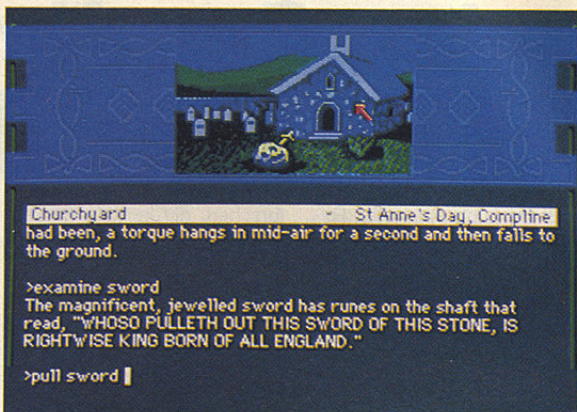 Churchyard - St Anne's Day, Compline
had been, a torque hangs in mid-air for a second and then falls to
the ground.
>examine sword
The magnificent, jewelled sword has runes on the shaft that
read, "WHOSO PULLETH OUT THIS SWORD OF THIS STONE, IS
RIGHTWISE KING BORN OF ALL ENGLAND."
>pull sword